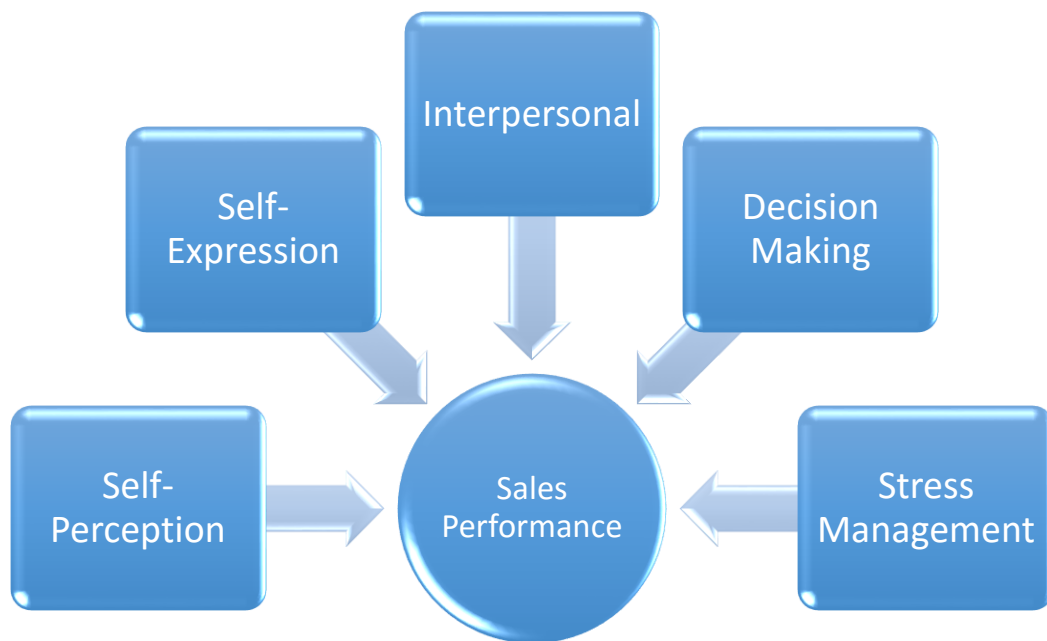 Interpersonal
Self-
Expression
Decision
Making
Self-
Perception
Sales
Performance
Stress
Management